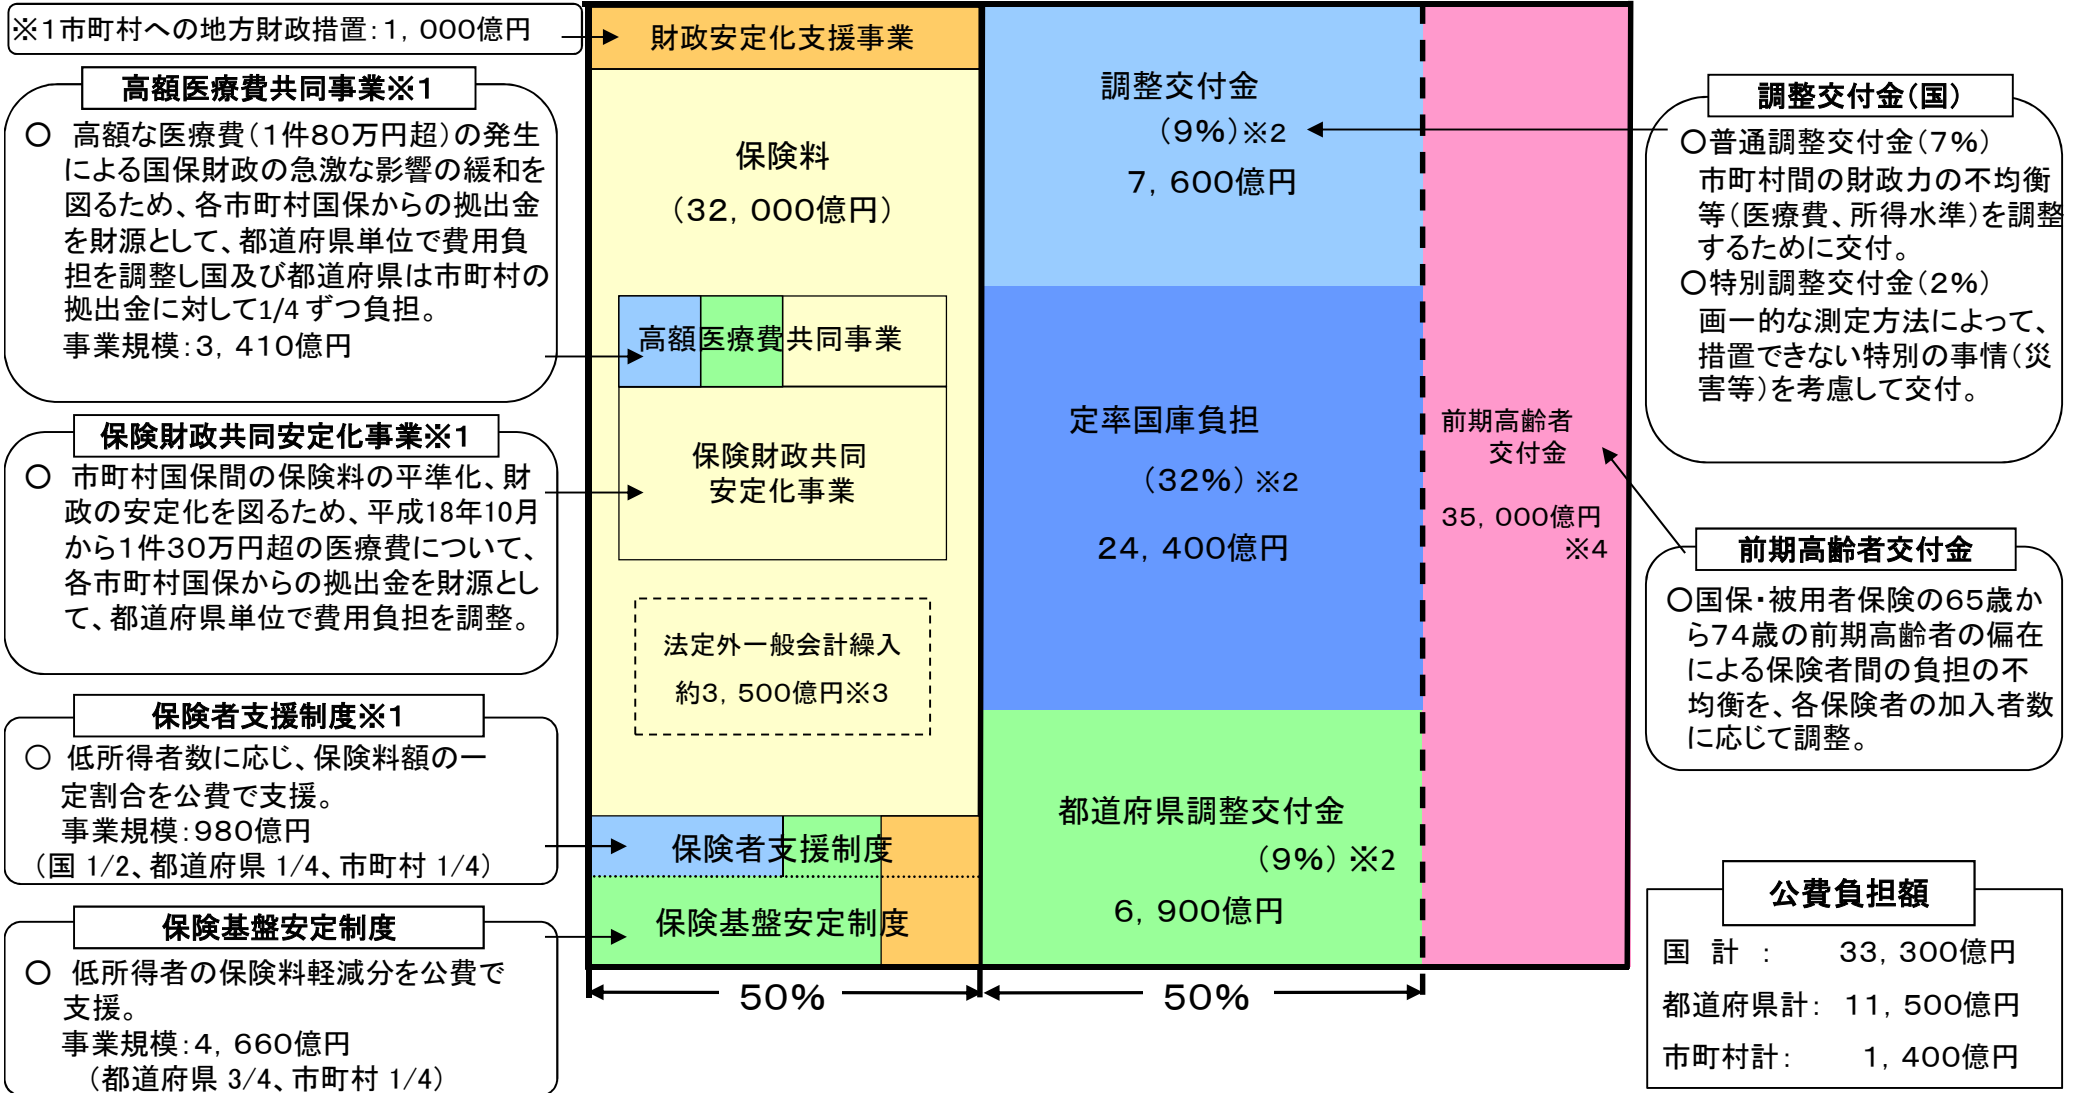 ※1市町村への地方財政措置:1,000億円
高額医療費共同事業※1
○ 高額な医療費(1件80万円超)の発生
による国保財政の急激な影響の緩和を
図るため、各市町村国保からの拠出金
を財源として、都道府県単位で費用負
担を調整し国及び都道府県は市町村の
拠出金に対して1/4 ずつ負担。
事業規模:3,410億円
保険財政共同安定化事業※1
○ 市町村国保間の保険料の平準化、財
政の安定化を図るため、平成18年10月
から1件30万円超の医療費について、
各市町村国保からの拠出金を財源とし
て、都道府県単位で費用負担を調整。
保険者支援制度※1
○ 低所得者数に応じ、保険料額の一
定割合を公費で支援。
事業規模:980億円
(国 1/2、都道府県 1/4、市町村 1/4)
保険基盤安定制度
○ 低所得者の保険料軽減分を公費で
支援。
事業規模:4,660億円
(都道府県 3/4、市町村 1/4)
財政安定化支援事業
保険料
(32,000億円)
高額医療費共同事業
保険財政共同
安定化事業
法定外一般会計繰入
約3,500億円※3
保険者支援制度
保険基盤安定制度
50%
調整交付金
(9%)※2
7,600億円
定率国庫負担
(32%)※2
24,400億円
都道府県調整交付金
(9%)※2
6,900億円
50%
前期高齢者
交付金
35,000億円
※4
調整交付金(国)
○普通調整交付金(7%)
市町村間の財政力の不均衡
等(医療費、所得水準)を調整
するために交付。
○特別調整交付金(2%)
画一的な測定方法によって、
措置できない特別の事情(災
害等)を考慮して交付。
前期高齢者交付金
○国保・被用者保険の65歳か
ら74歳の前期高齢者の偏在
による保険者間の負担の不
均衡を、各保険者の加入者数
に応じて調整。
公費負担額
国 計 : 33,300億円
都道府県計: 11,500億円
市町村計: 1,400億円